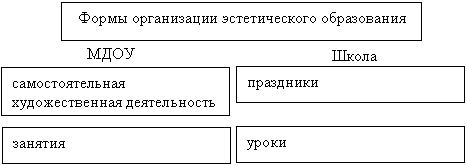 Формы организации эстетического образования
МДОУ
Школа
самостоятельная
художественная деятельность
праздники
занятия
уроки